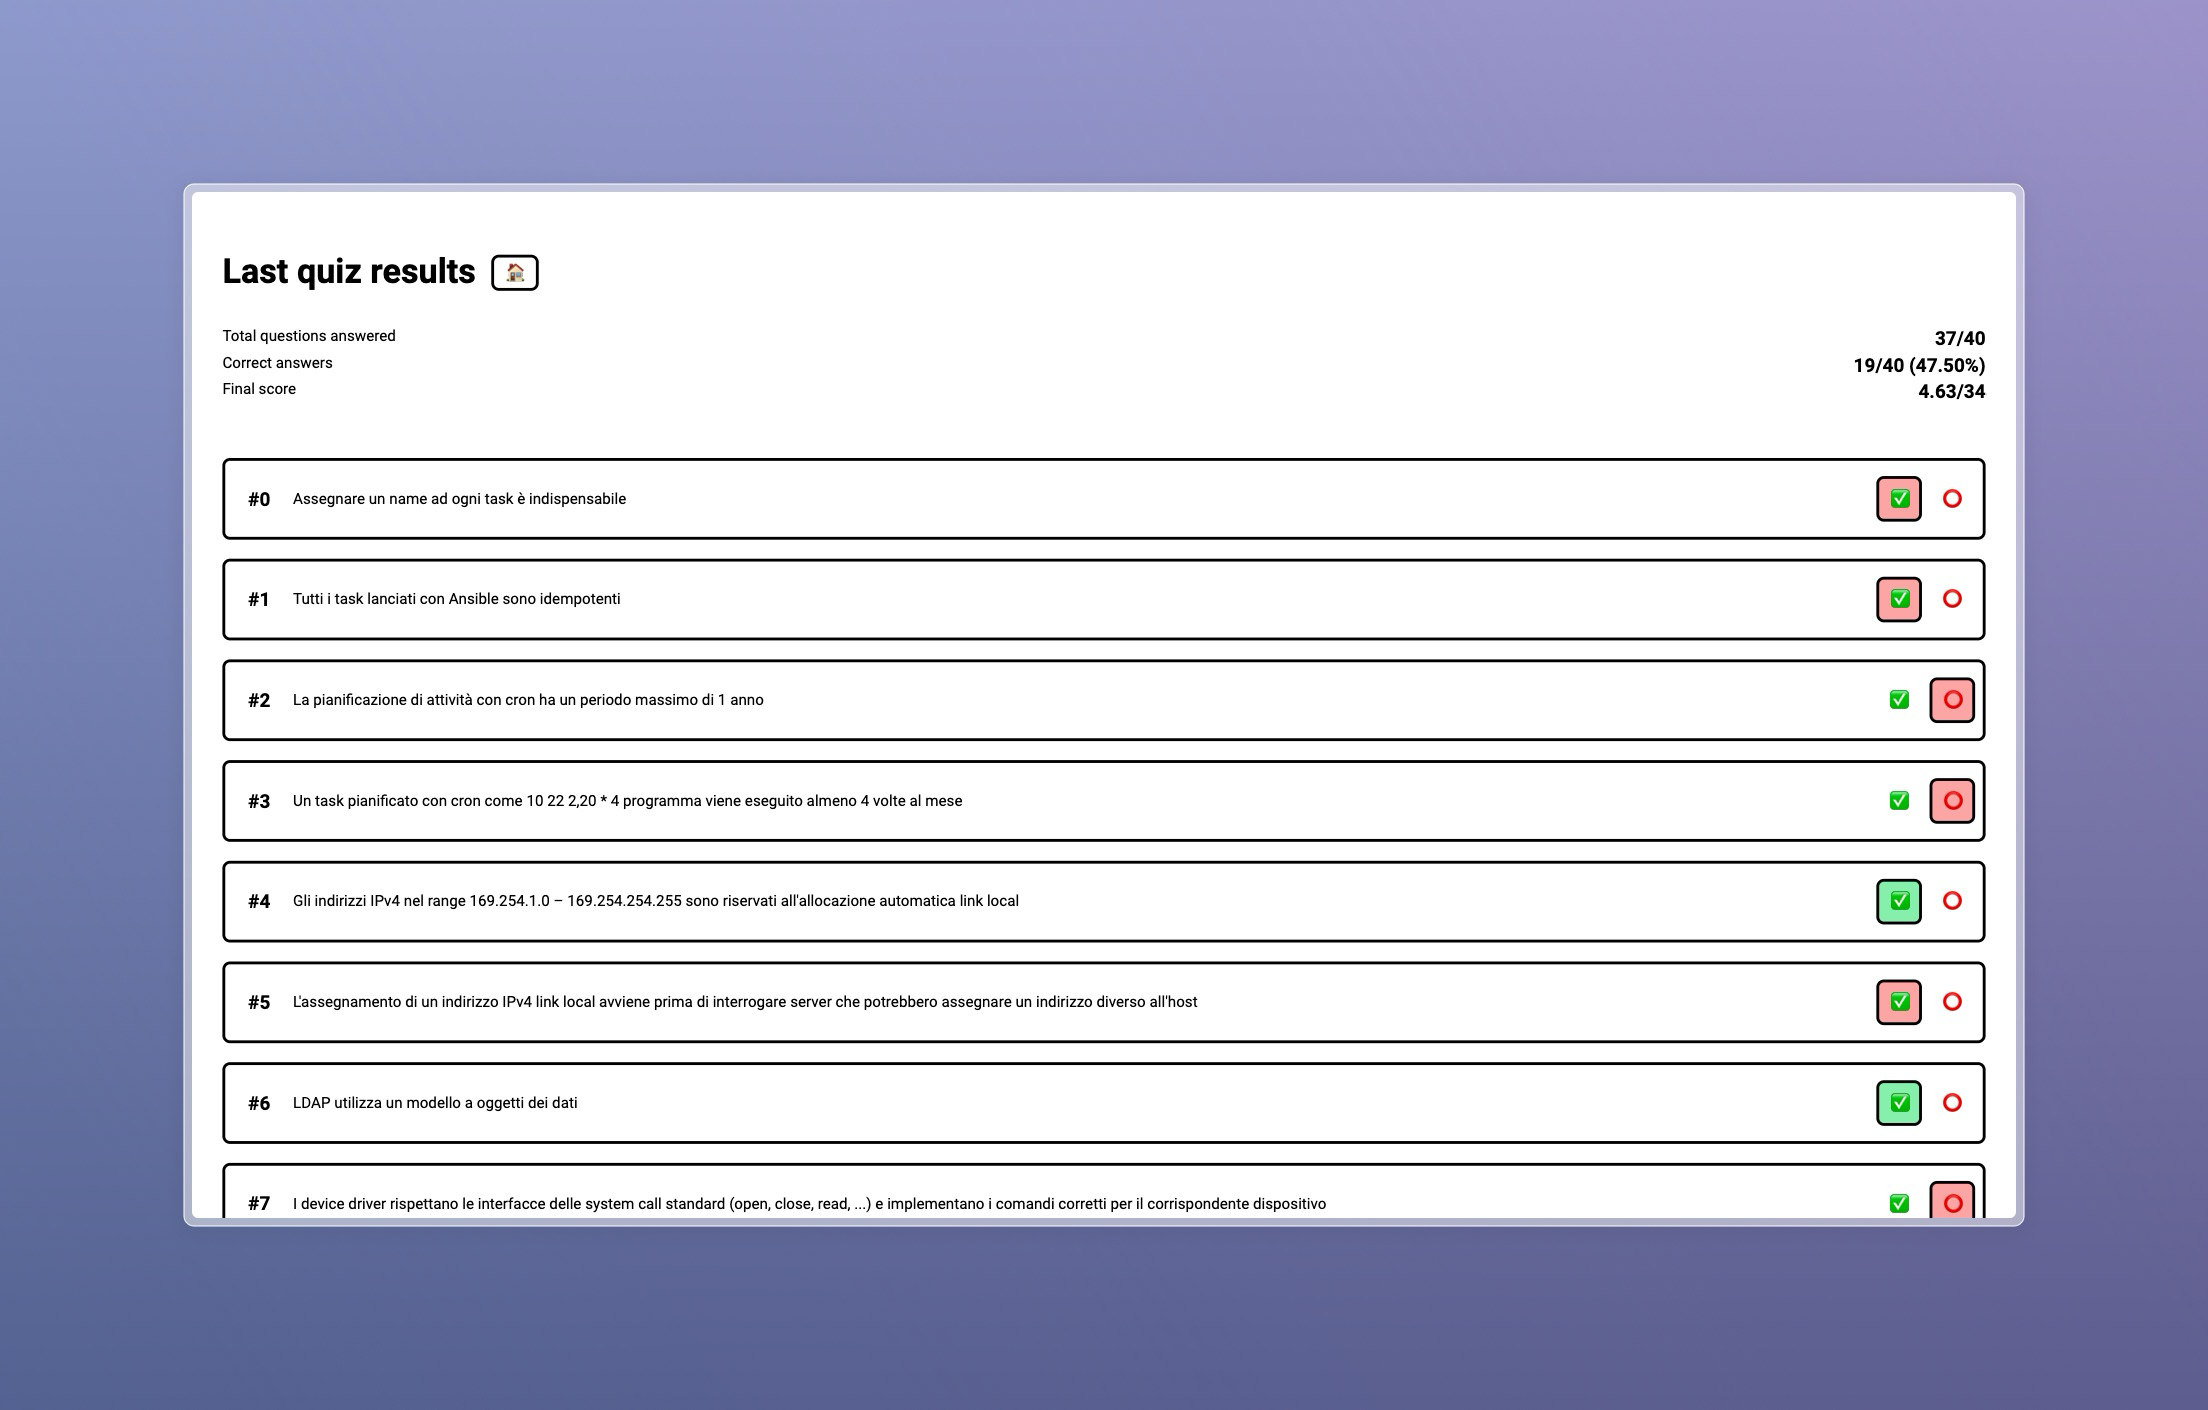 Last quiz results
Total questions answered 37/40
Correct answers 19/40 (47.50%)
Final score 4.63/34
#0 Assegnare un name ad ogni task è indispensabile
#1 Tutti i task lanciati con Ansible sono idempotenti
#2 La pianificazione di attività con cron ha un periodo massimo di 1 anno
#3 Un task pianificato con cron come 10 22 2,20 * 4 programma viene eseguito almeno 4 volte al mese
#4 Gli indirizzi IPv4 nel range 169.254.1.0 – 169.254.254.255 sono riservati all'allocazione automatica link local
#5 L'assegnamento di un indirizzo IPv4 link local avviene prima di interrogare server che potrebbero assegnare un indirizzo diverso all'host
#6 LDAP utilizza un modello a oggetti dei dati
#7 I device driver rispettano le interfacce delle system call standard (open, close, read, ...) e implementano i comandi corretti per il corrispondente dispositivo